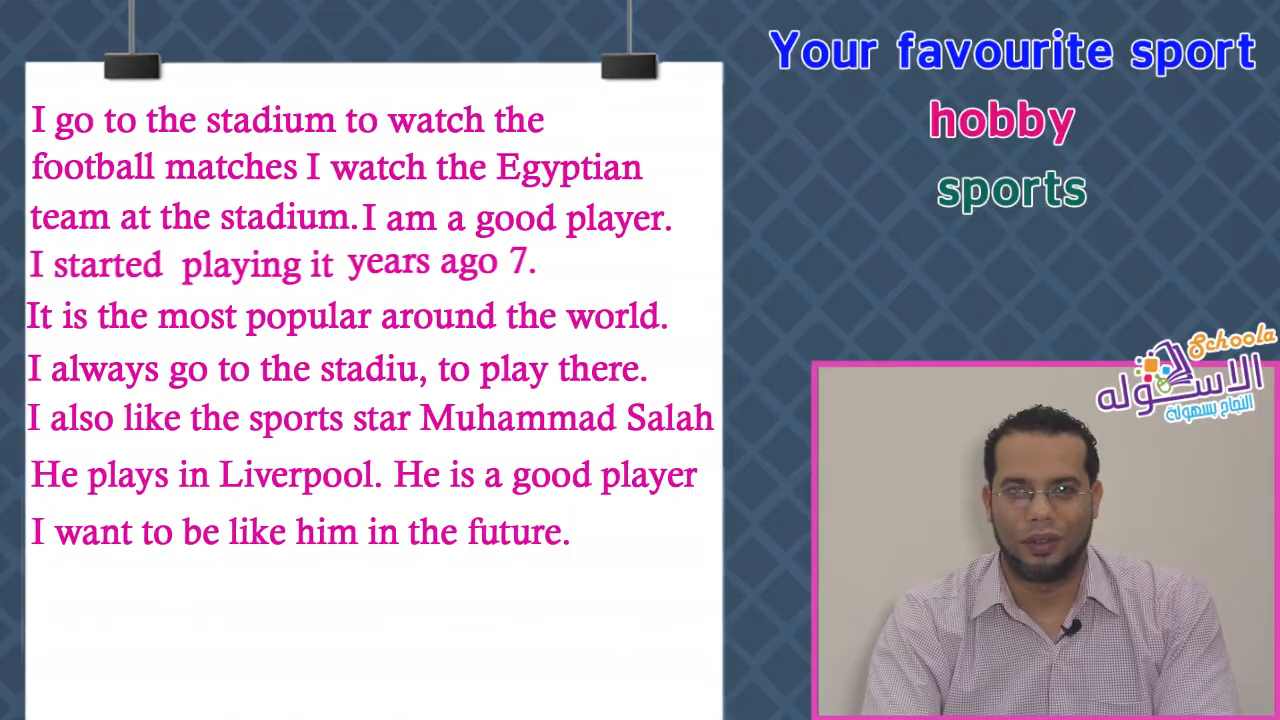 I go to the stadium to watch the
football matches I watch the Egyptian
team at the stadium. I am a good player.
I started playing it years ago 7.
It is the most popular around the world.
I always go to the stadiu, to play there.
I also like the sports star Muhammad Salah
He plays in Liverpool. He is a good player
I want to be like him in the future.
Your favourite sport
hobby
sports
Schoola
الاسكوله
النجاح بسهولة